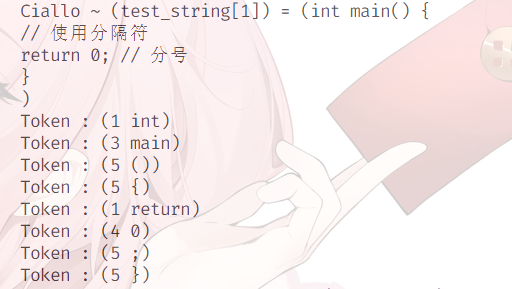 Ciallo ~ (test_string[1]) = (int main() {
// 使用分隔符
return 0; // 分号
}
)
Token : (1 int)
Token : (3 main)
Token : (5 ())
Token : (5 {)
Token : (1 return)
Token : (4 0)
Token : (5 ;)
Token : (5 })